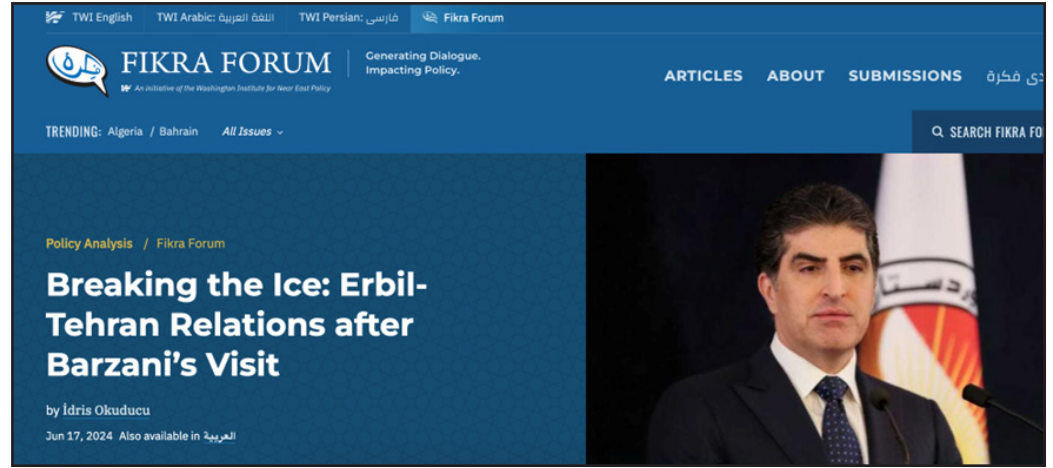 TWI English TWI Arabic: اللغة العربية TWI Persian: فارسی Fikra Forum
فكرة FIKRA FORUM
An initiative of the Washington Institute for Near East Policy
Generating Dialogue.
Impacting Policy.
ARTICLES ABOUT SUBMISSIONS فكرة
TRENDING: Algeria / Bahrain All Issues
SEARCH FIKRA FO
Policy Analysis / Fikra Forum
Breaking the Ice: Erbil-
Tehran Relations after
Barzani's Visit
by İdris Okuducu
Jun 17, 2024 Also available in العربية